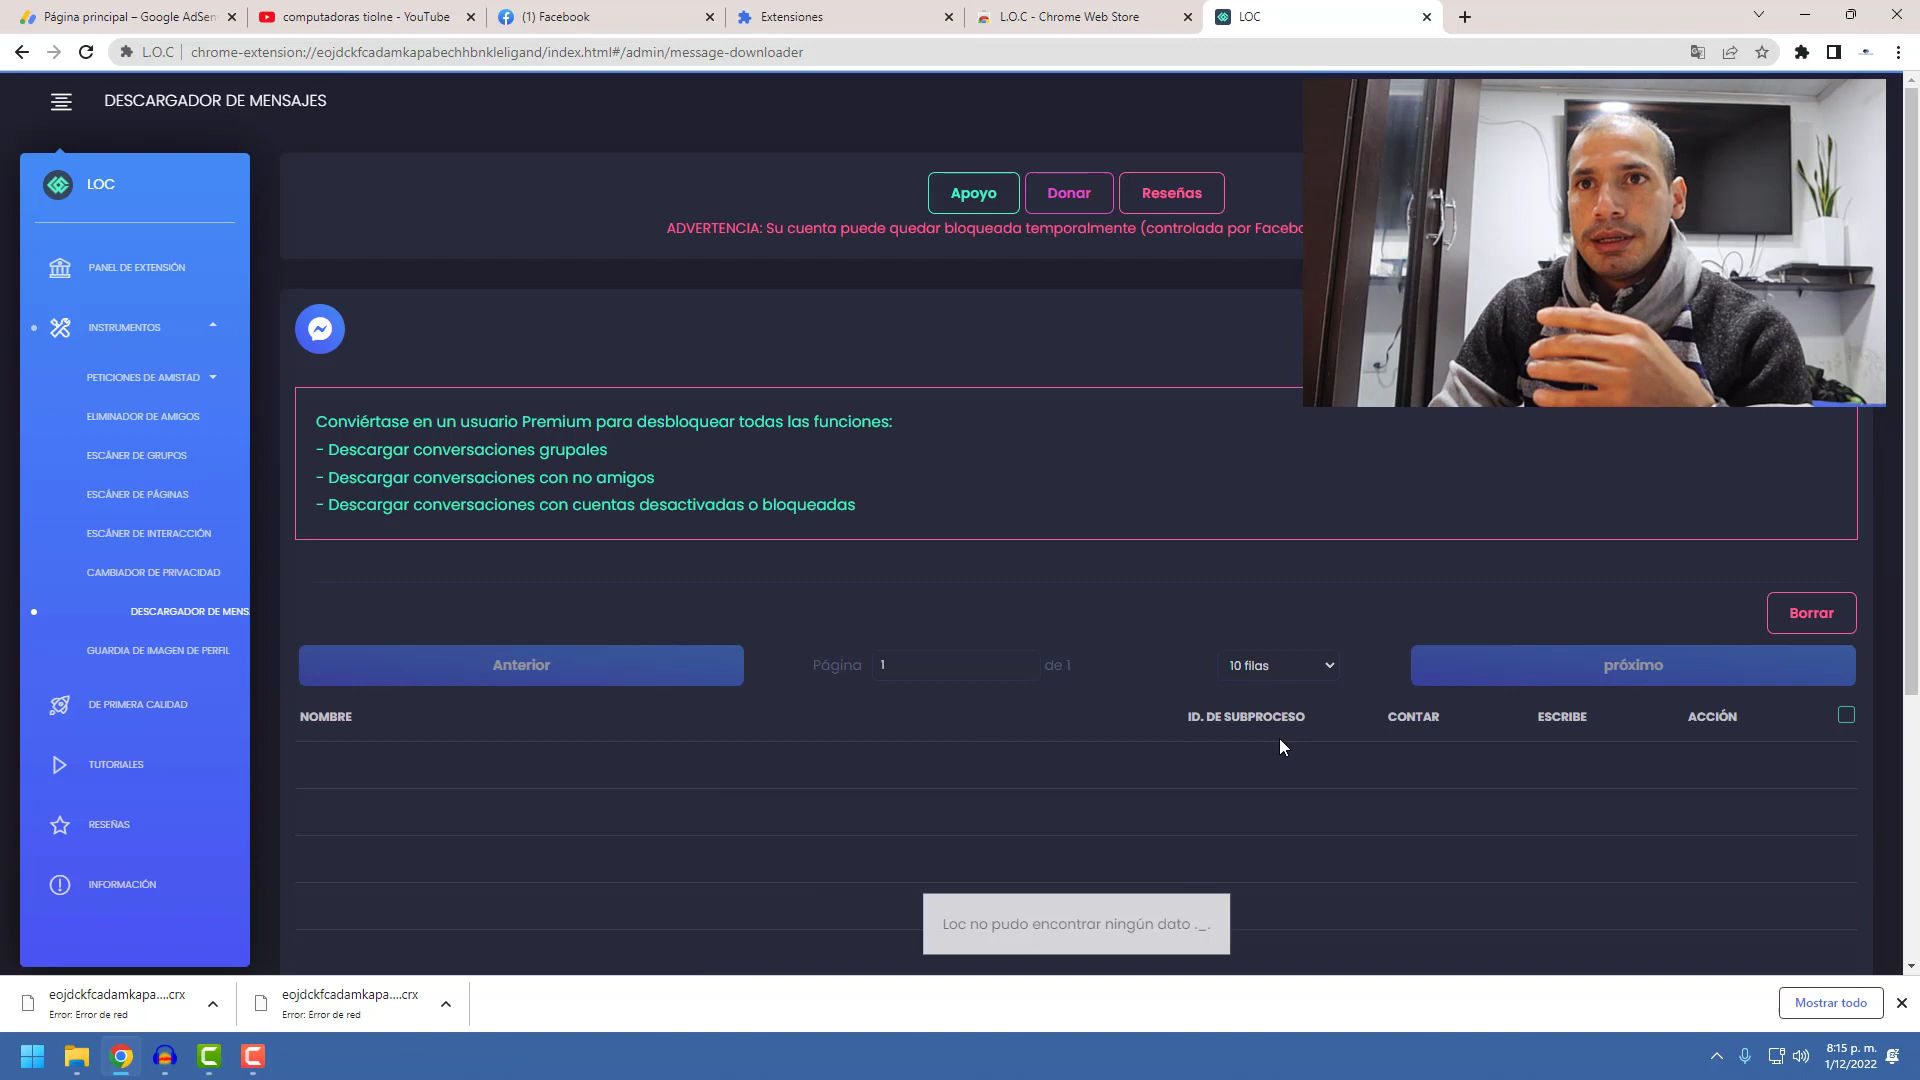 Página principal – Google AdSen
computadoras tiolne - YouTube
(1) Facebook
Extensiones
L.O.C - Chrome Web Store
LOC
L.O.C
chrome-extension://eojdckfcadamkapabechhbnkleligand/index.html#/admin/message-downloader
DESCARGADOR DE MENSAJES
LOC
PANEL DE EXTENSIÓN
INSTRUMENTOS
PETICIONES DE AMISTAD
ELIMINADOR DE AMIGOS
ESCÁNER DE GRUPOS
ESCÁNER DE PÁGINAS
ESCÁNER DE INTERACCIÓN
CAMBIADOR DE PRIVACIDAD
DESCARGADOR DE MENS
GUARDIA DE IMAGEN DE PERFIL
DE PRIMERA CALIDAD
TUTORIALES
RESEÑAS
INFORMACIÓN
Apoyo
Donar
Reseñas
ADVERTENCIA: Su cuenta puede quedar bloqueada temporalmente (controlada por Facebo
Conviértase en un usuario Premium para desbloquear todas las funciones:
- Descargar conversaciones grupales
- Descargar conversaciones con no amigos
- Descargar conversaciones con cuentas desactivadas o bloqueadas
Borrar
Anterior
Página 1 de 1
10 filas
próximo
NOMBRE
ID. DE SUBPROCESO
CONTAR
ESCRIBE
ACCIÓN
Loc no pudo encontrar ningún dato ._.
eojdckfcadamkapa....crx
Error: Error de red
eojdckfcadamkapa....crx
Error: Error de red
Mostrar todo
8:15 p. m.
1/12/2022